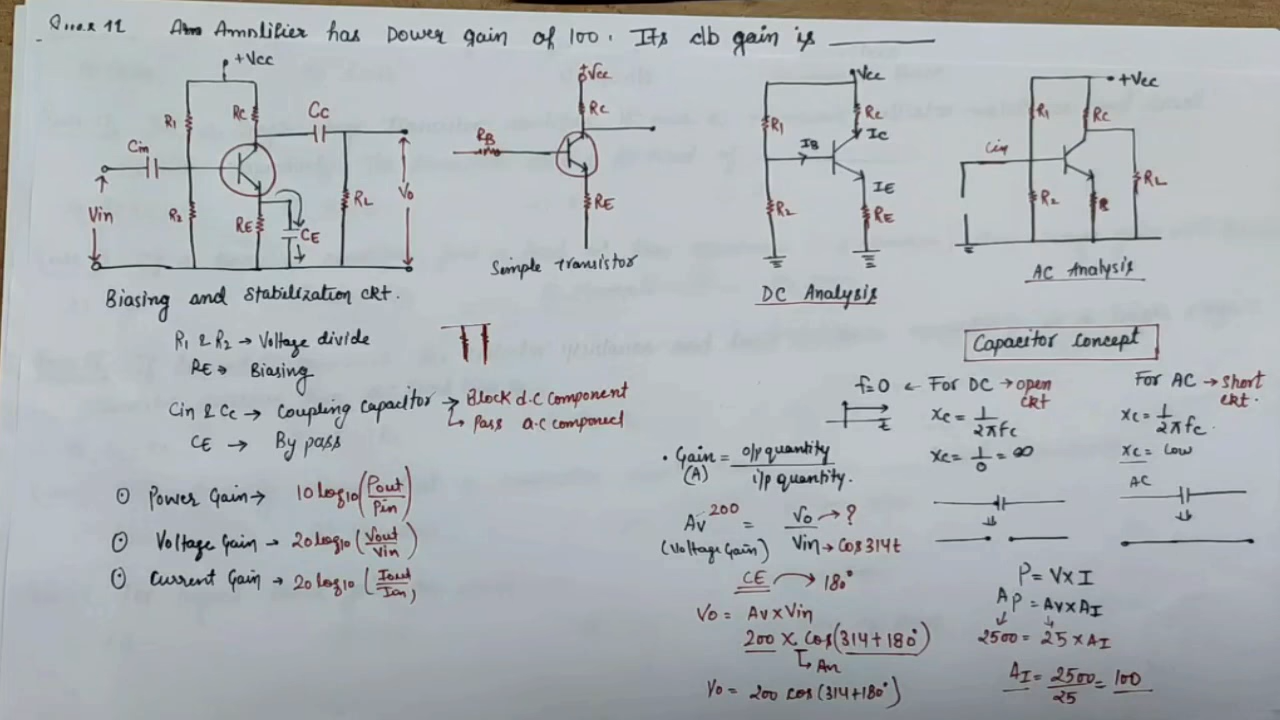 Ques 12 An Amplifier has Power gain of 100. Its db gain is ________
+Vcc
R1
Rc
Cc
Cin
R2
RE
CE
RL
Vin
Vo
Biasing and stabilization ckt.
+Vcc
Rc
RB
RE
Simple transistor
Vcc
R1
Rc
Ic
IB
IE
R2
RE
DC Analysis
+Vcc
R1
Rc
Cin
R2
RL
AC Analysis
R1 & R2 → Voltage divide
RE → Biasing
Cin & Cc → Coupling capacitor → Block d.c component
↳ Pass a.c componect
CE → By pass
⊙ Power Gain → 10 log10 (Pout/Pin)
⊙ Voltage Gain → 20 log10 (Vout/Vin)
⊙ Current Gain → 20 log10
Capacitor concept
f=0 ← For DC → open ckt
t
Xc = 1/2πfc
Xc = 1/0 = ∞
For AC → short ckt.
Xc = 1/2πfc.
Xc = Low
AC
• Gain (A) = o/p quantity / i/p quantity.
Av 200 = Vo → ? / Vin → Cos 314t
(Voltage Gain)
CE → 180°
Vo = Av x Vin
200 x Cos(314+180°)
↳ An
Vo = 200 cos (314+180°)
P = V x I
AP = Av x AI
2500 = 25 x AI
AI = 2500/25 = 100